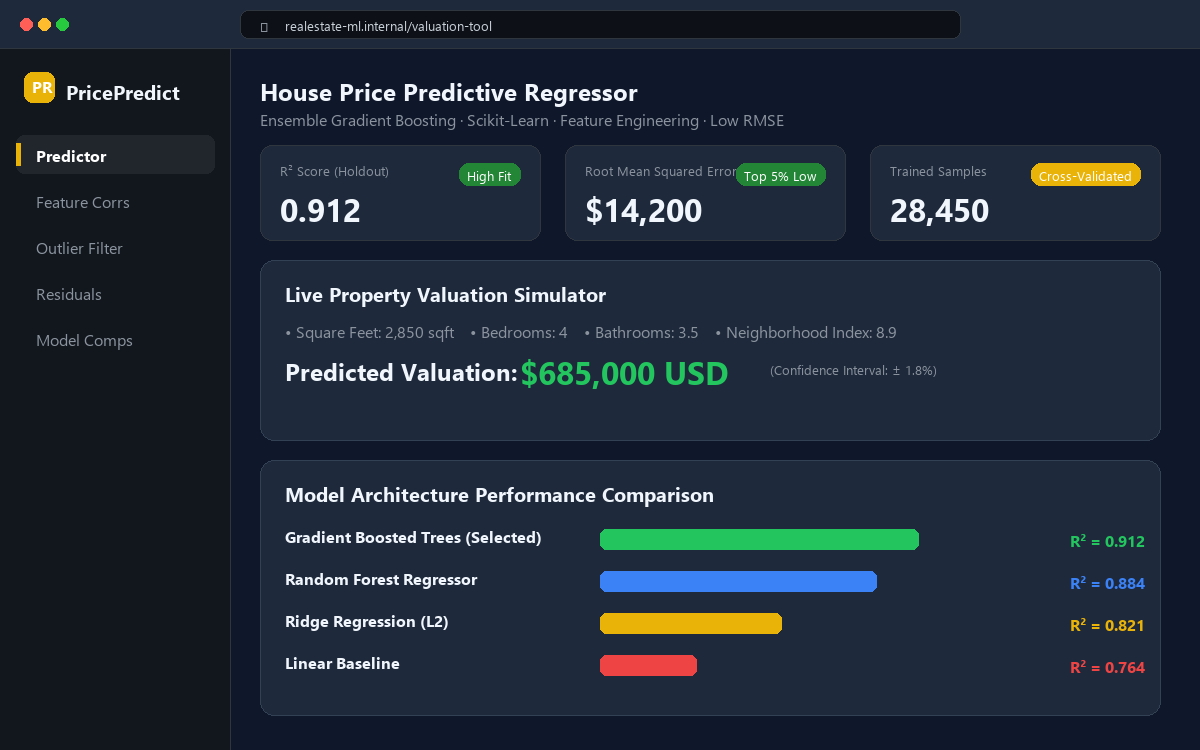 realestate-ml.internal/valuation-tool
PR PricePredict
Predictor
Feature Corrs
Outlier Filter
Residuals
Model Comps
House Price Predictive Regressor
Ensemble Gradient Boosting · Scikit-Learn · Feature Engineering · Low RMSE
R² Score (Holdout) High Fit
0.912
Root Mean Squared Error Top 5% Low
$14,200
Trained Samples Cross-Validated
28,450
Live Property Valuation Simulator
• Square Feet: 2,850 sqft • Bedrooms: 4 • Bathrooms: 3.5 • Neighborhood Index: 8.9
Predicted Valuation: $685,000 USD (Confidence Interval: ± 1.8%)
Model Architecture Performance Comparison
Gradient Boosted Trees (Selected) R² = 0.912
Random Forest Regressor R² = 0.884
Ridge Regression (L2) R² = 0.821
Linear Baseline R² = 0.764